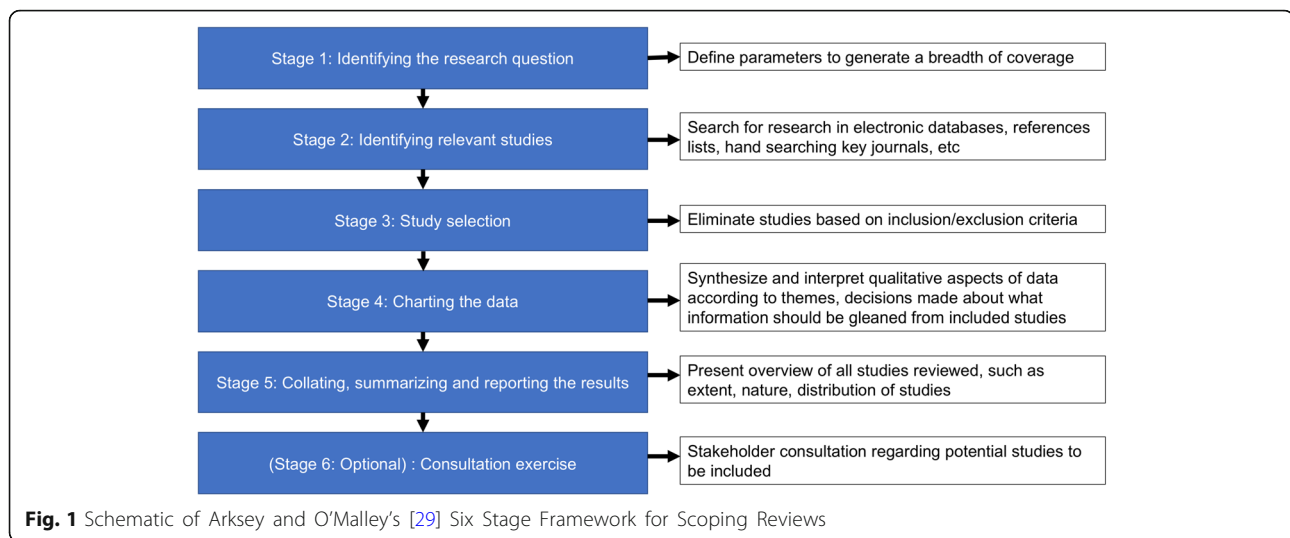 Stage 1: Identifying the research question
Define parameters to generate a breadth of coverage
Stage 2: Identifying relevant studies
Search for research in electronic databases, references
lists, hand searching key journals, etc
Stage 3: Study selection
Eliminate studies based on inclusion/exclusion criteria
Stage 4: Charting the data
Synthesize and interpret qualitative aspects of data
according to themes, decisions made about what
information should be gleaned from included studies
Stage 5: Collating, summarizing and reporting the results
Present overview of all studies reviewed, such as
extent, nature, distribution of studies
(Stage 6: Optional) : Consultation exercise
Stakeholder consultation regarding potential studies to
be included
Fig. 1 Schematic of Arksey and O’Malley’s [29] Six Stage Framework for Scoping Reviews